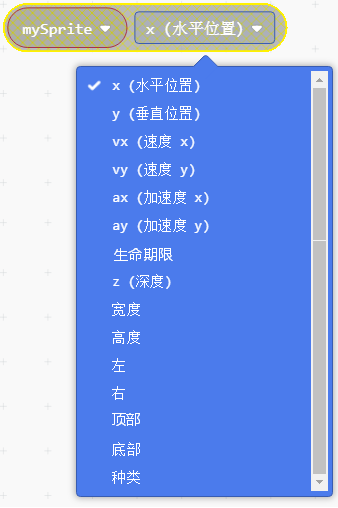 mySprite x (水平位置)
x (水平位置)
y (垂直位置)
vx (速度 x)
vy (速度 y)
ax (加速度 x)
ay (加速度 y)
生命期限
z (深度)
宽度
高度
左
右
顶部
底部
种类